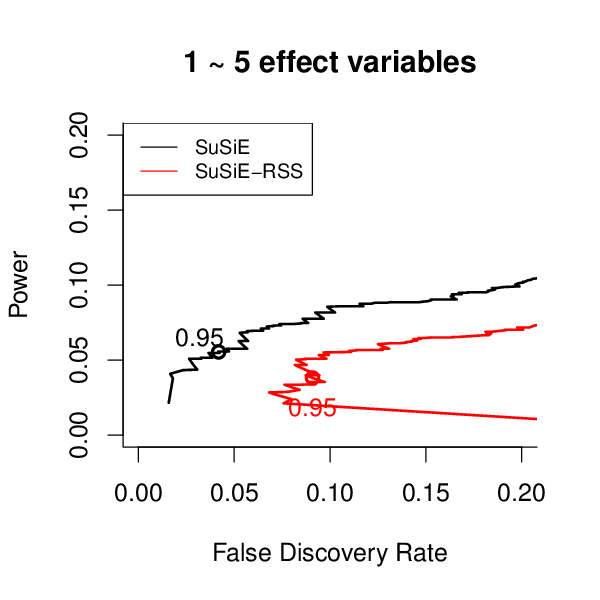 1 ~ 5 effect variables
Power
0.20
0.15
0.10
0.05
0.00
SuSiE
SuSiE−RSS
0.95
0.95
0.00 0.05 0.10 0.15 0.20
False Discovery Rate